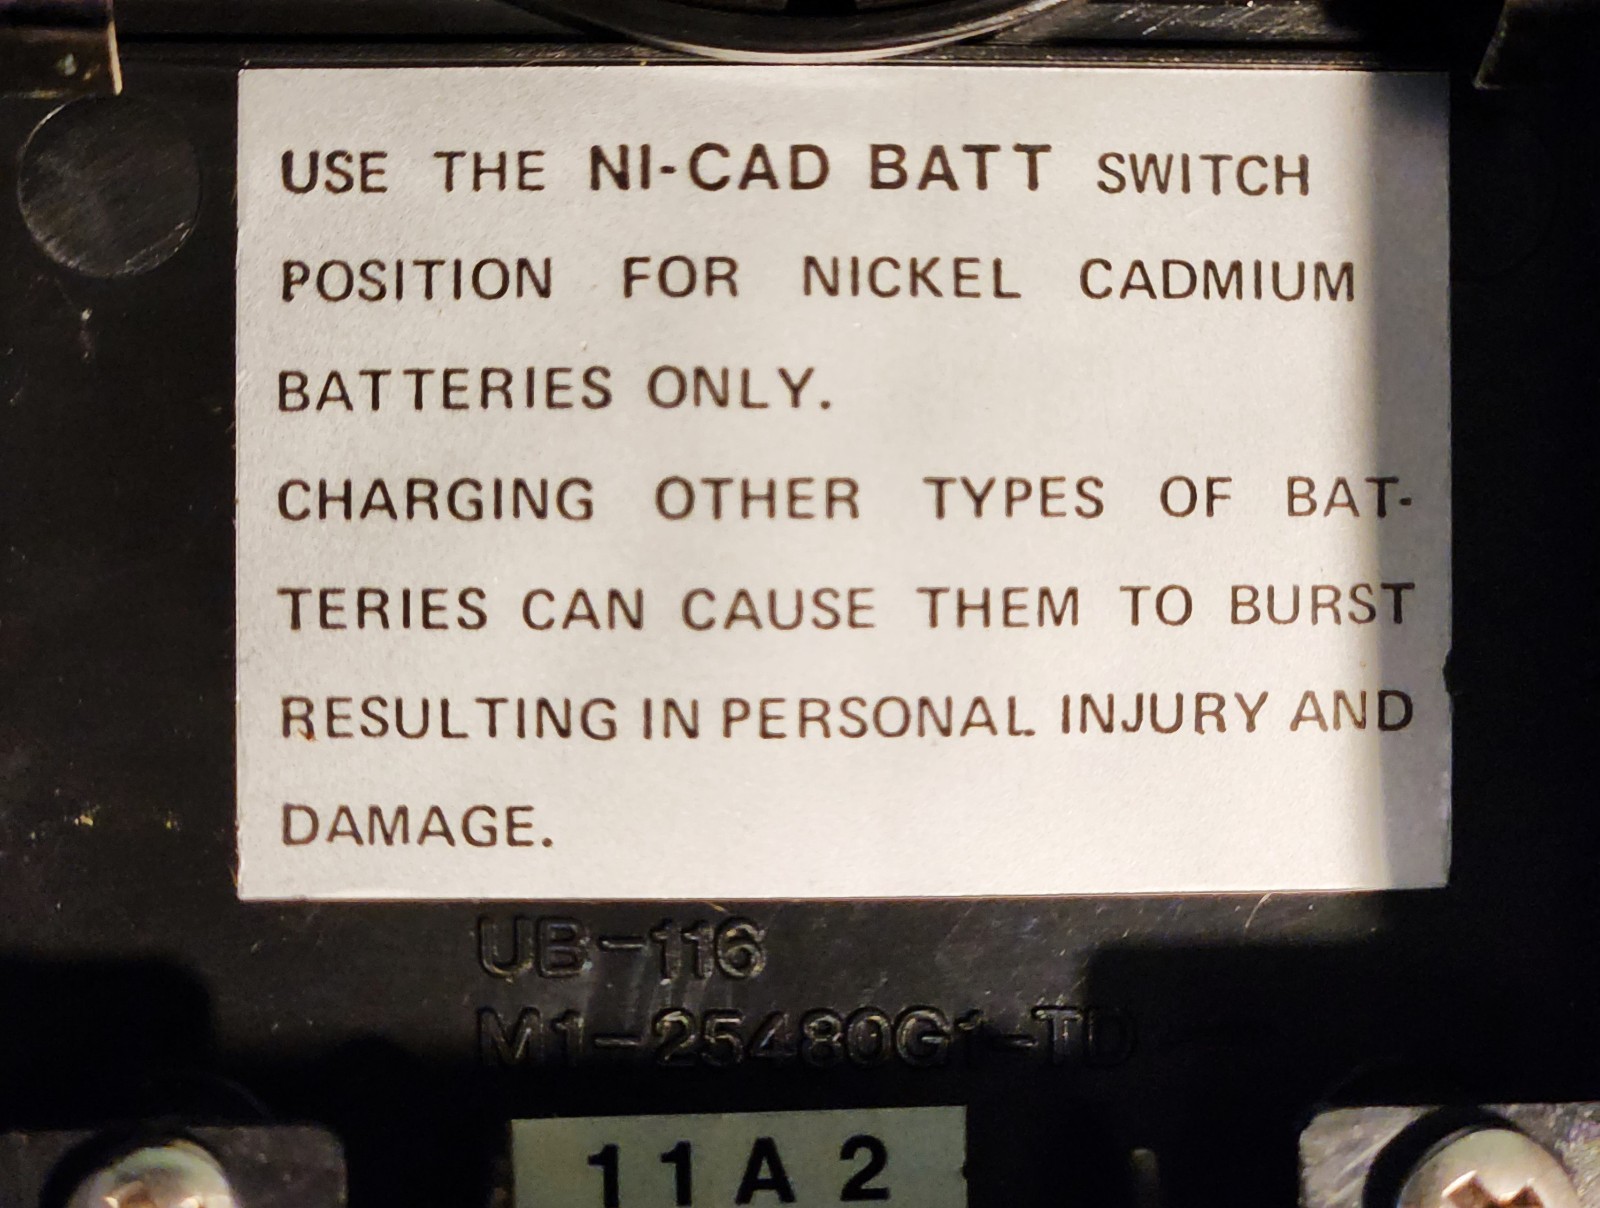 USE THE NI-CAD BATT SWITCH
POSITION FOR NICKEL CADMIUM
BATTERIES ONLY.
CHARGING OTHER TYPES OF BAT-
TERIES CAN CAUSE THEM TO BURST
RESULTING IN PERSONAL INJURY AND
DAMAGE.
UB-116
M1-25480G1-TD
11A2